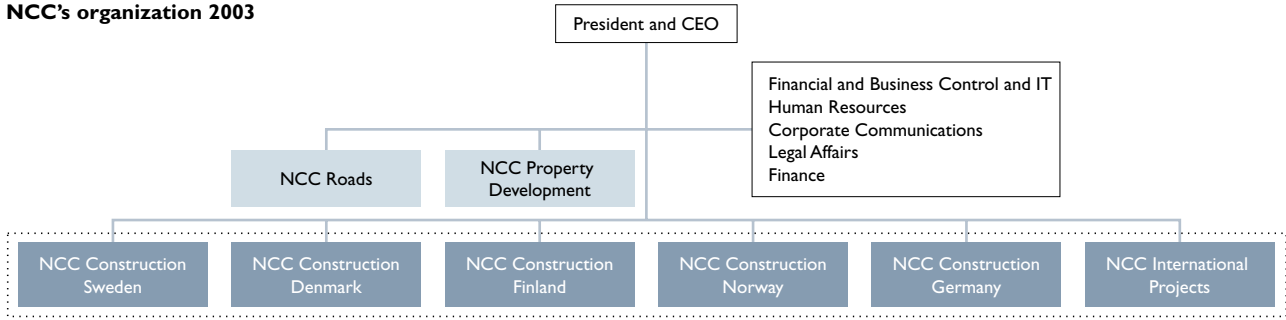 NCC’s organization 2003
President and CEO
Financial and Business Control and IT
Human Resources
Corporate Communications
Legal Affairs
Finance
NCC Roads
NCC Property
Development
NCC Construction
Sweden
NCC Construction
Denmark
NCC Construction
Finland
NCC Construction
Norway
NCC Construction
Germany
NCC International
Projects